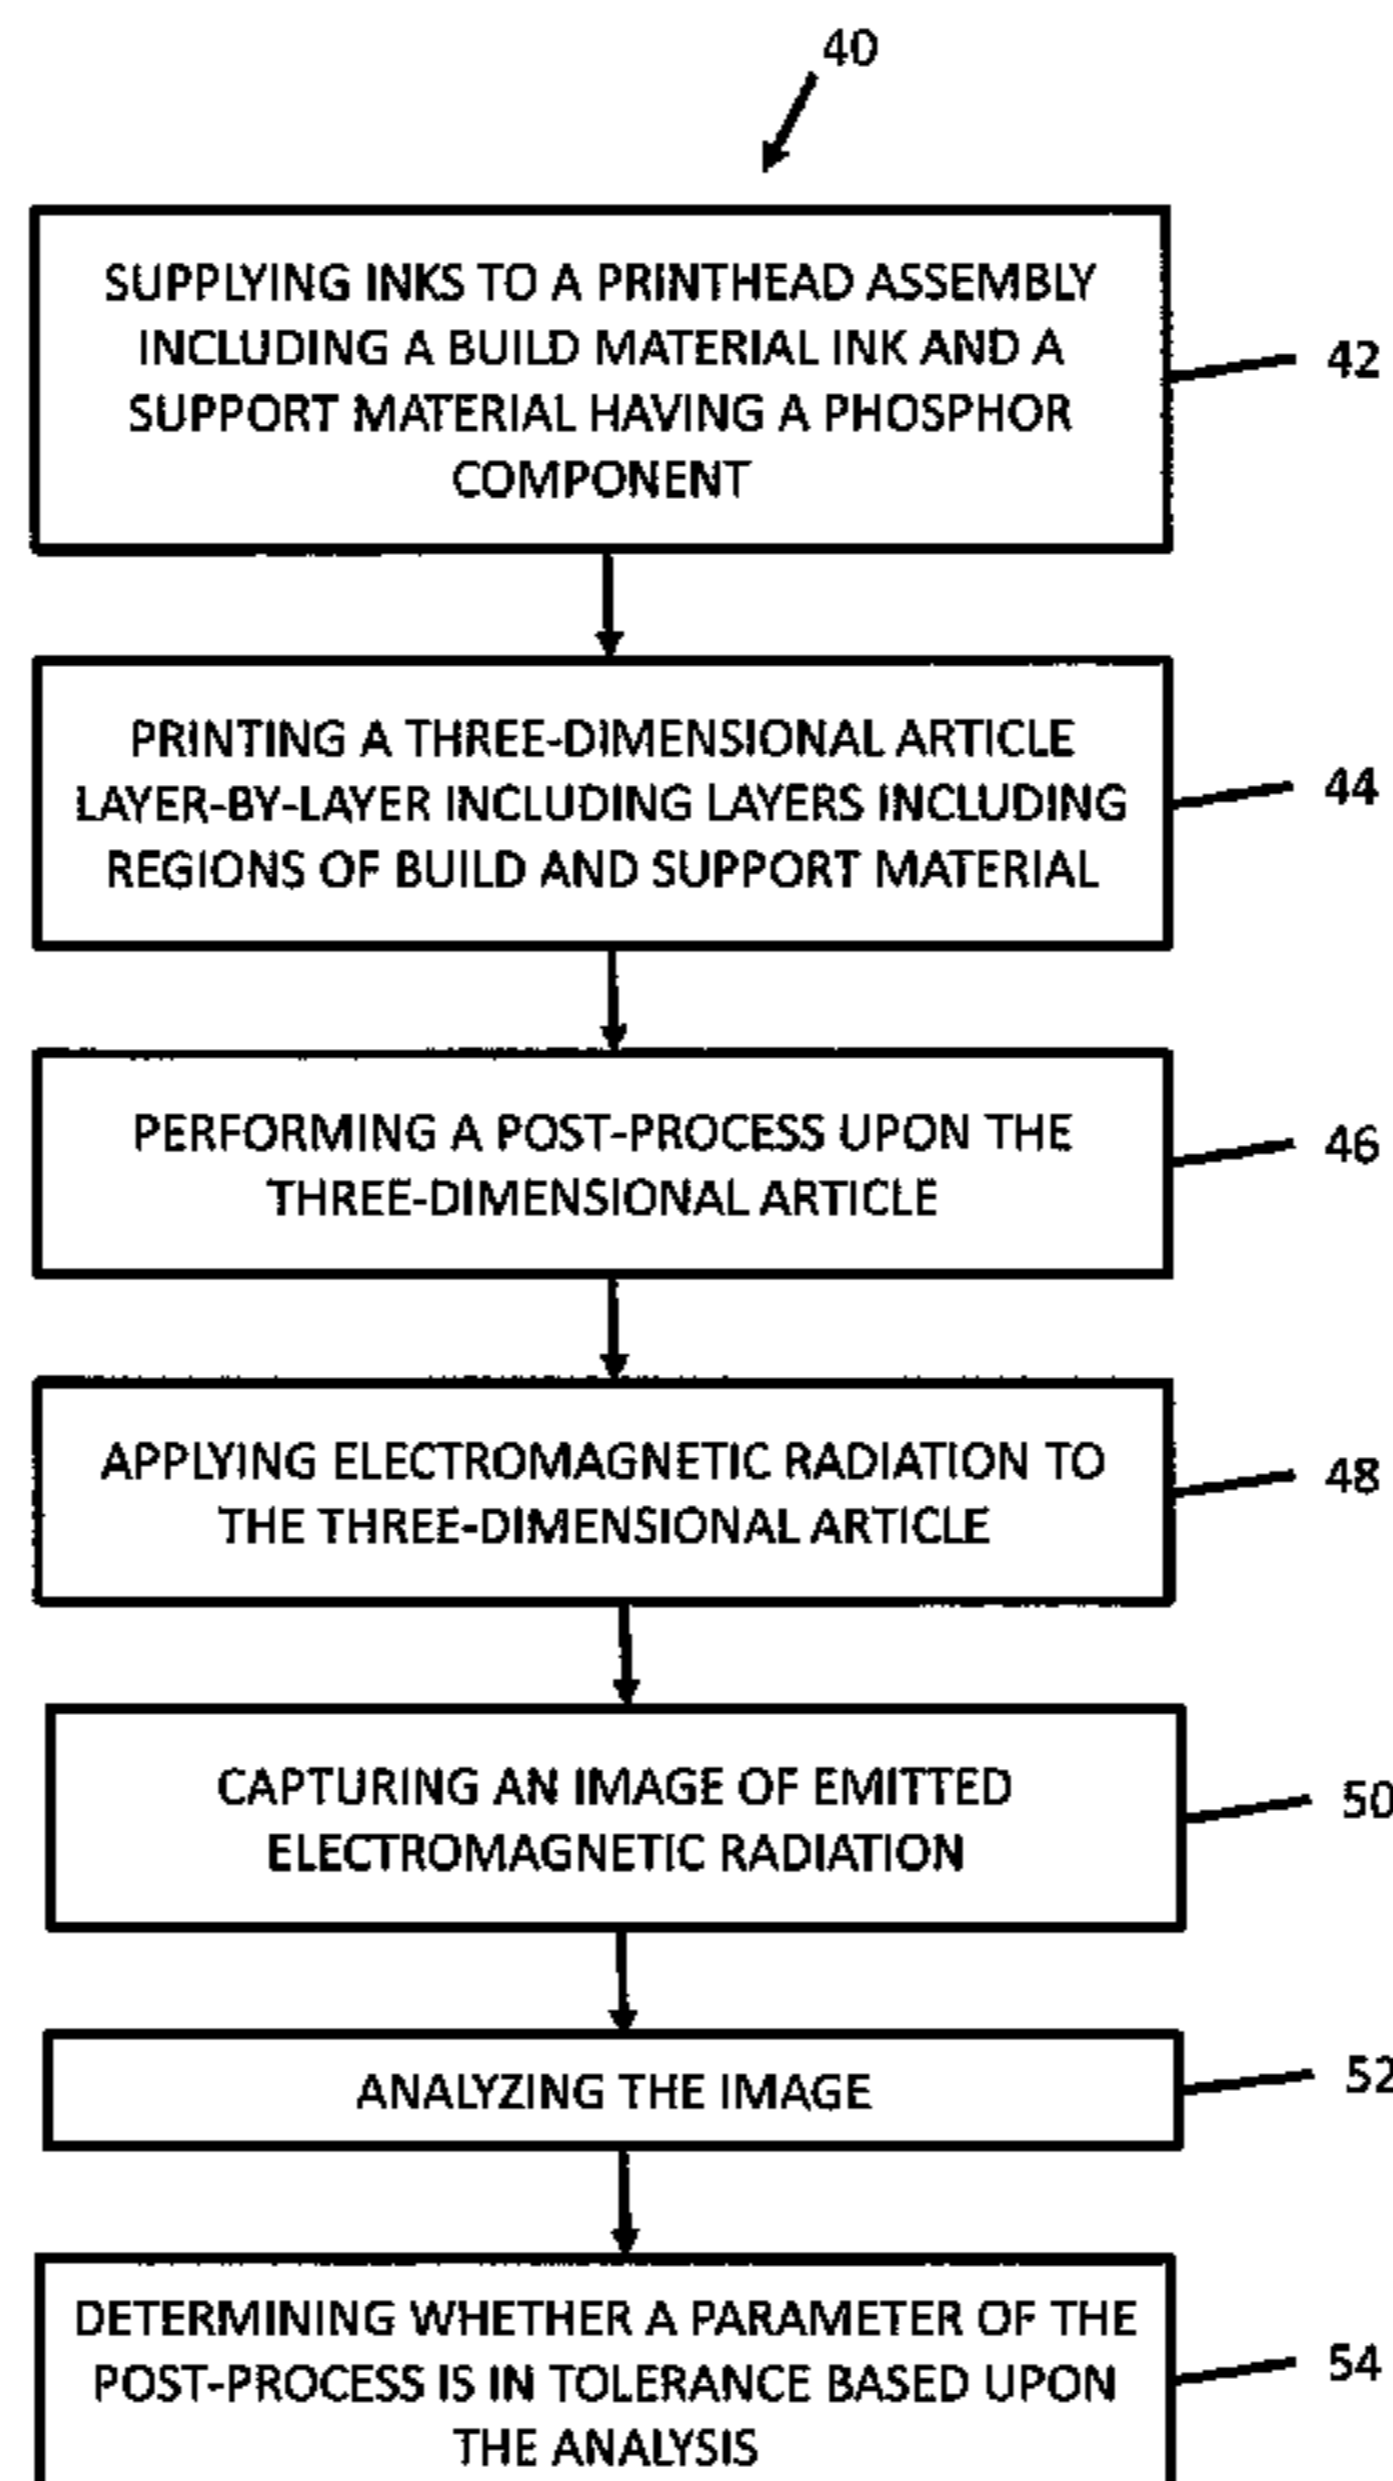 40
SUPPLYING INKS TO A PRINTHEAD ASSEMBLY
INCLUDING A BUILD MATERIAL INK AND A
SUPPORT MATERIAL HAVING A PHOSPHOR
COMPONENT
42
PRINTING A THREE-DIMENSIONAL ARTICLE
LAYER-BY-LAYER INCLUDING LAYERS INCLUDING
REGIONS OF BUILD AND SUPPORT MATERIAL
44
PERFORMING A POST-PROCESS UPON THE
THREE-DIMENSIONAL ARTICLE
46
APPLYING ELECTROMAGNETIC RADIATION TO
THE THREE-DIMENSIONAL ARTICLE
48
CAPTURING AN IMAGE OF EMITTED
ELECTROMAGNETIC RADIATION
50
ANALYZING THE IMAGE
52
DETERMINING WHETHER A PARAMETER OF THE
POST-PROCESS IS IN TOLERANCE BASED UPON
THE ANALYSIS
54